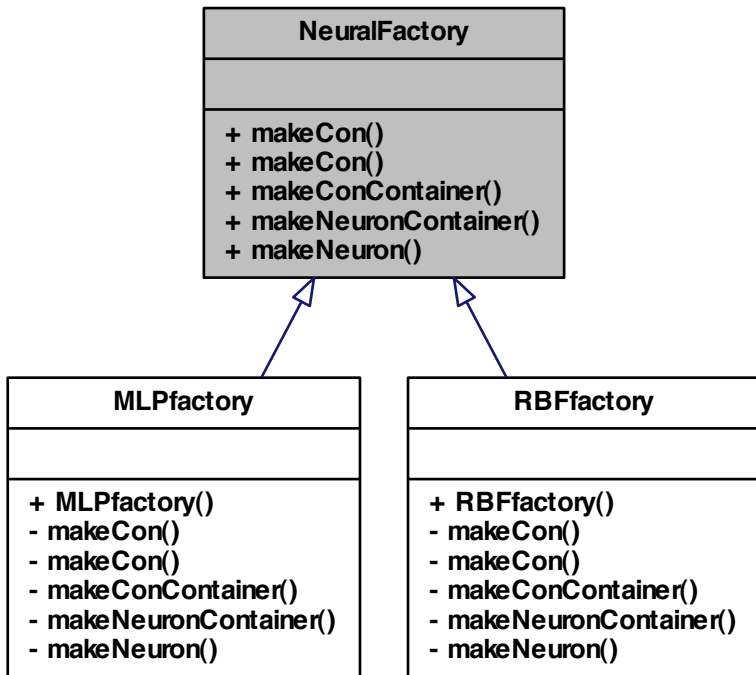 NeuralFactory
+ makeCon()
+ makeCon()
+ makeConContainer()
+ makeNeuronContainer()
+ makeNeuron()
MLPfactory
+ MLPfactory()
- makeCon()
- makeCon()
- makeConContainer()
- makeNeuronContainer()
- makeNeuron()
RBFfactory
+ RBFfactory()
- makeCon()
- makeCon()
- makeConContainer()
- makeNeuronContainer()
- makeNeuron()